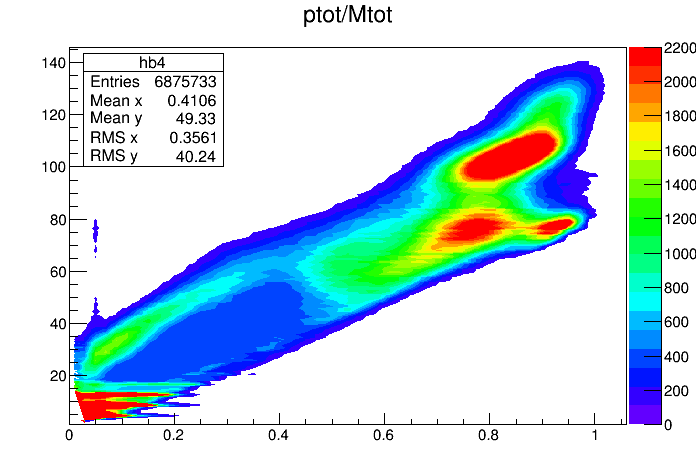 ptot/Mtot
hb4
Entries 6875733
Mean x 0.4106
Mean y 49.33
RMS x 0.3561
RMS y 40.24
140
120
100
80
60
40
20
0 0.2 0.4 0.6 0.8 1
2200
2000
1800
1600
1400
1200
1000
800
600
400
200
0